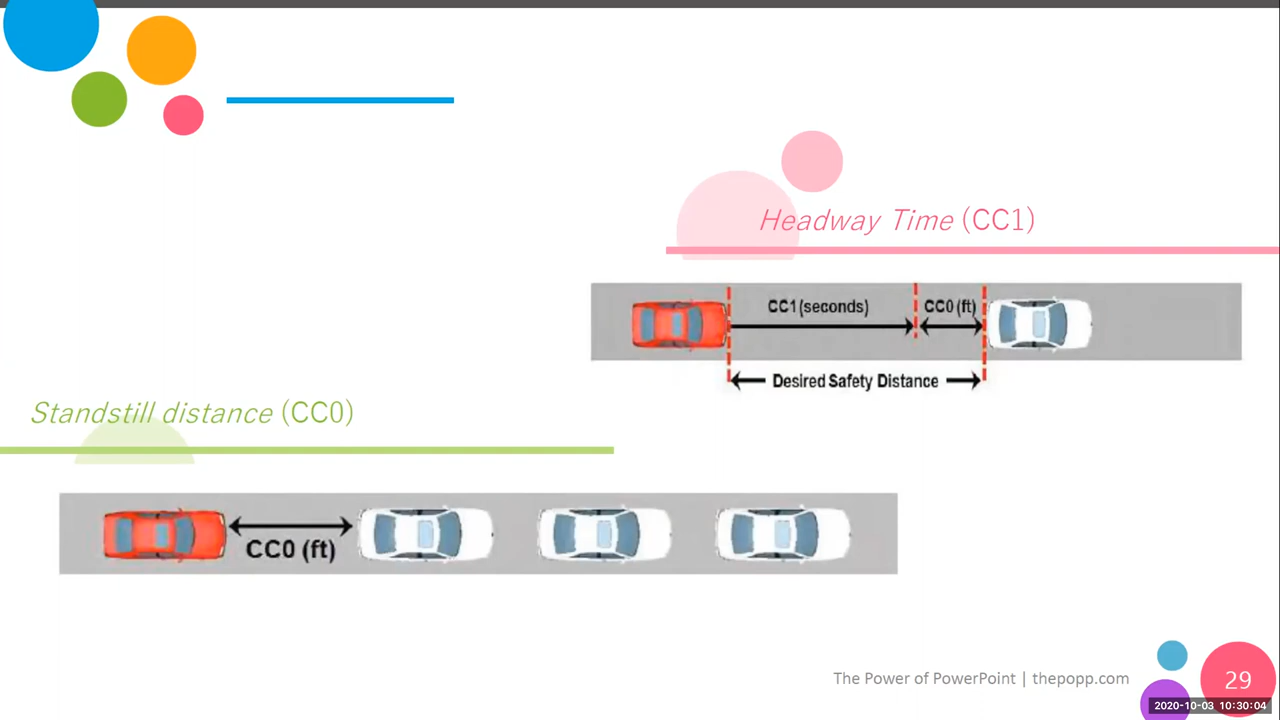 Headway Time (CC1)
CC1(seconds)
CC0 (ft)
Desired Safety Distance
Standstill distance (CC0)
CC0 (ft)
The Power of PowerPoint | thepopp.com
29
2020-10-03 10:30:04